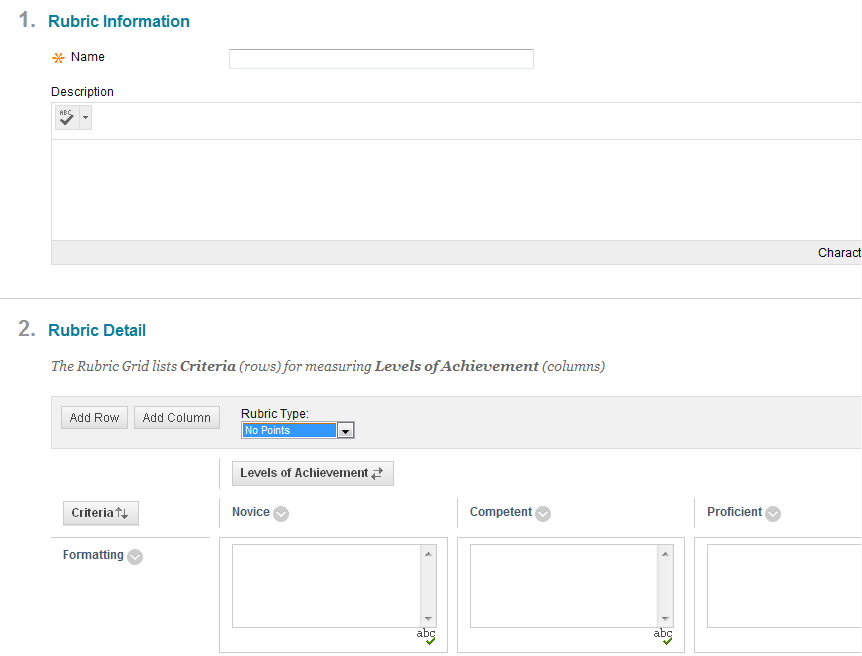 1. Rubric Information
Name
Description
ABC
Charact
2. Rubric Detail
The Rubric Grid lists Criteria (rows) for measuring Levels of Achievement (columns)
Add Row Add Column Rubric Type:
No Points
Levels of Achievement
Criteria Novice Competent Proficient
Formatting
abc abc